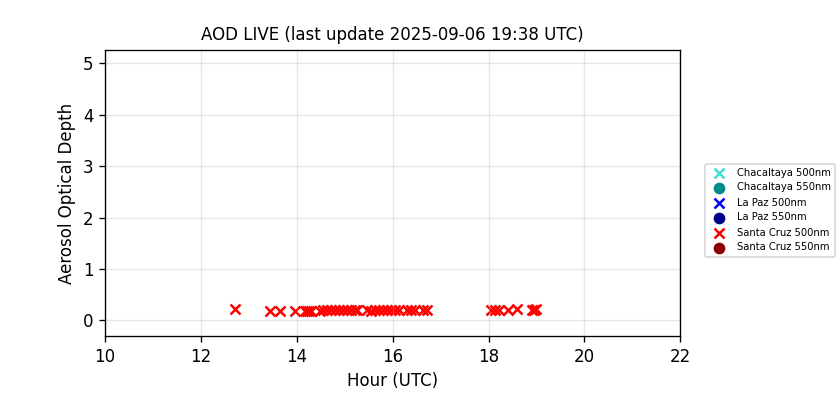 AOD LIVE (last update 2025-09-06 19:38 UTC)
Aerosol Optical Depth
5
4
3
2
1
0
10 12 14 16 18 20 22
Hour (UTC)
Chacaltaya 500nm
Chacaltaya 550nm
La Paz 500nm
La Paz 550nm
Santa Cruz 500nm
Santa Cruz 550nm